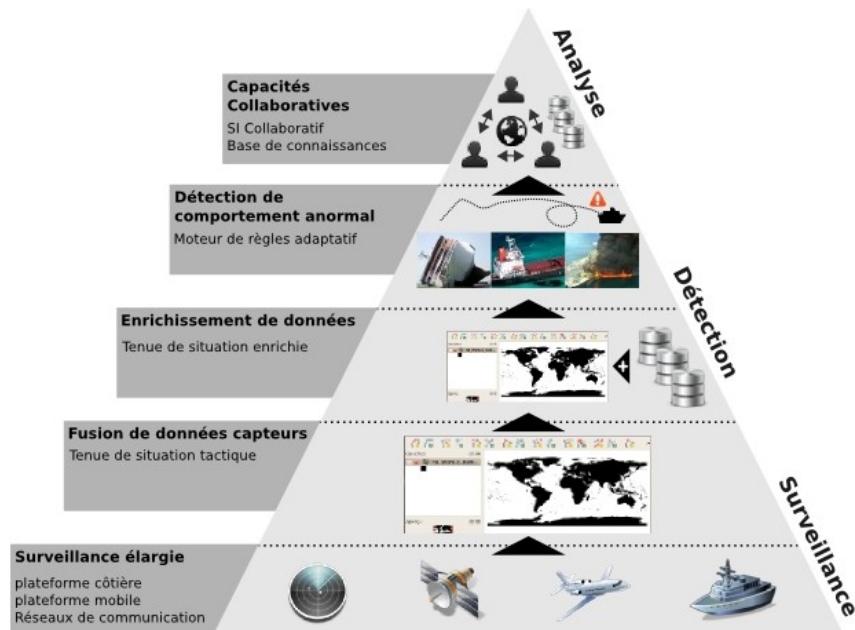 Analyse
Capacités
Collaboratives
SI Collaboratif
Base de connaissances
Détection de
comportement anormal
Moteur de règles adaptatif
Détection
Enrichissement de données
Tenue de situation enrichie
Fusion de données capteurs
Tenue de situation tactique
Surveillance
Surveillance élargie
plateforme côtière
plateforme mobile
Réseaux de communication